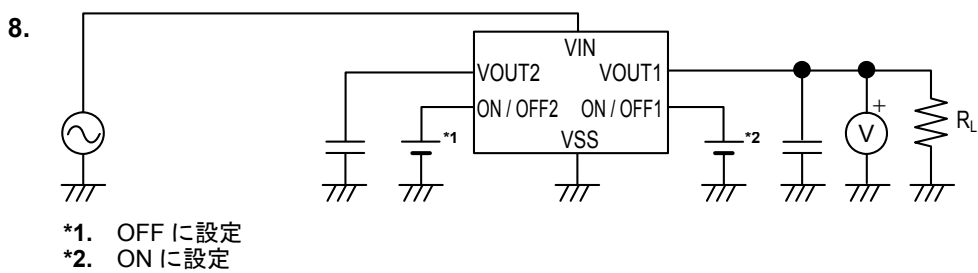 8.
VIN
VOUT2 VOUT1
ON / OFF2 ON / OFF1
*1 *2
VSS
+
V
RL
*1. OFF に設定
*2. ON に設定